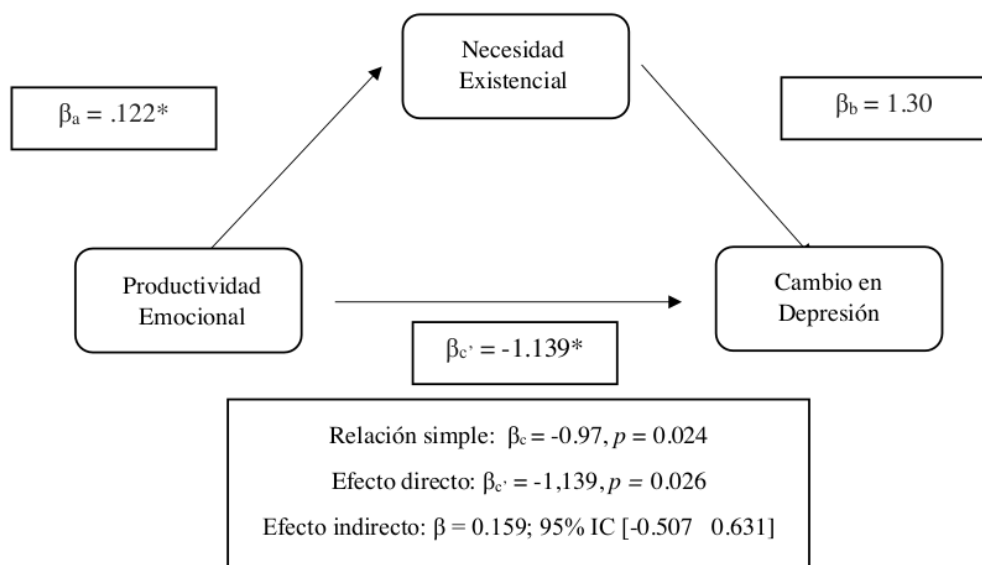 Necesidad
Existencial
βa = .122*
βb = 1.30
Productividad
Emocional
Cambio en
Depresión
βc' = -1.139*
Relación simple: βc = -0.97, p = 0.024
Efecto directo: βc' = -1,139, p = 0.026
Efecto indirecto: β = 0.159; 95% IC [-0.507 0.631]